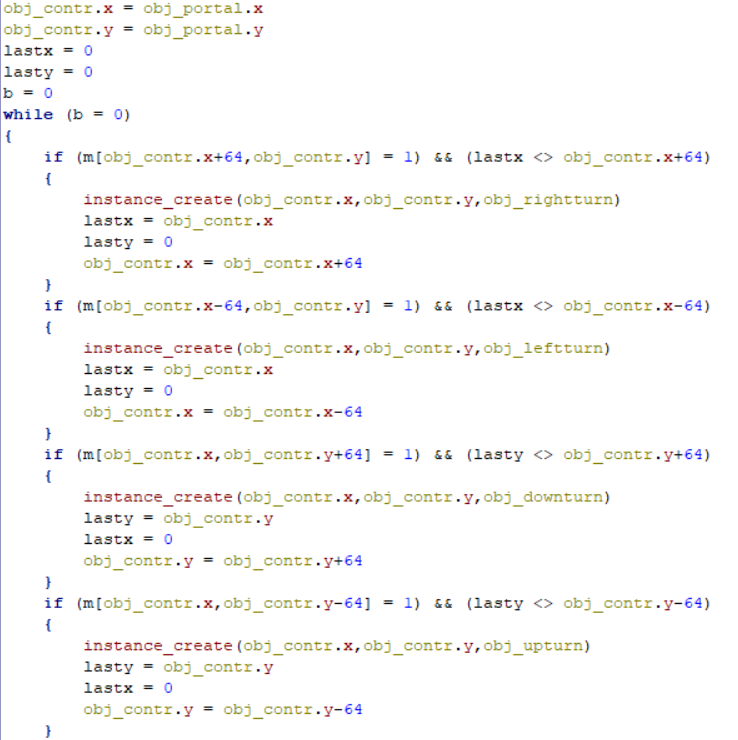 obj_contr.x = obj_portal.x
obj_contr.y = obj_portal.y
lastx = 0
lasty = 0
b = 0
while (b = 0)
{
    if (m[obj_contr.x+64,obj_contr.y] = 1) && (lastx <> obj_contr.x+64)
    {
        instance_create(obj_contr.x,obj_contr.y,obj_rightturn)
        lastx = obj_contr.x
        lasty = 0
        obj_contr.x = obj_contr.x+64
    }
    if (m[obj_contr.x-64,obj_contr.y] = 1) && (lastx <> obj_contr.x-64)
    {
        instance_create(obj_contr.x,obj_contr.y,obj_leftturn)
        lastx = obj_contr.x
        lasty = 0
        obj_contr.x = obj_contr.x-64
    }
    if (m[obj_contr.x,obj_contr.y+64] = 1) && (lasty <> obj_contr.y+64)
    {
        instance_create(obj_contr.x,obj_contr.y,obj_downturn)
        lasty = obj_contr.y
        lastx = 0
        obj_contr.y = obj_contr.y+64
    }
    if (m[obj_contr.x,obj_contr.y-64] = 1) && (lasty <> obj_contr.y-64)
    {
        instance_create(obj_contr.x,obj_contr.y,obj_upturn)
        lasty = obj_contr.y
        lastx = 0
        obj_contr.y = obj_contr.y-64
    }